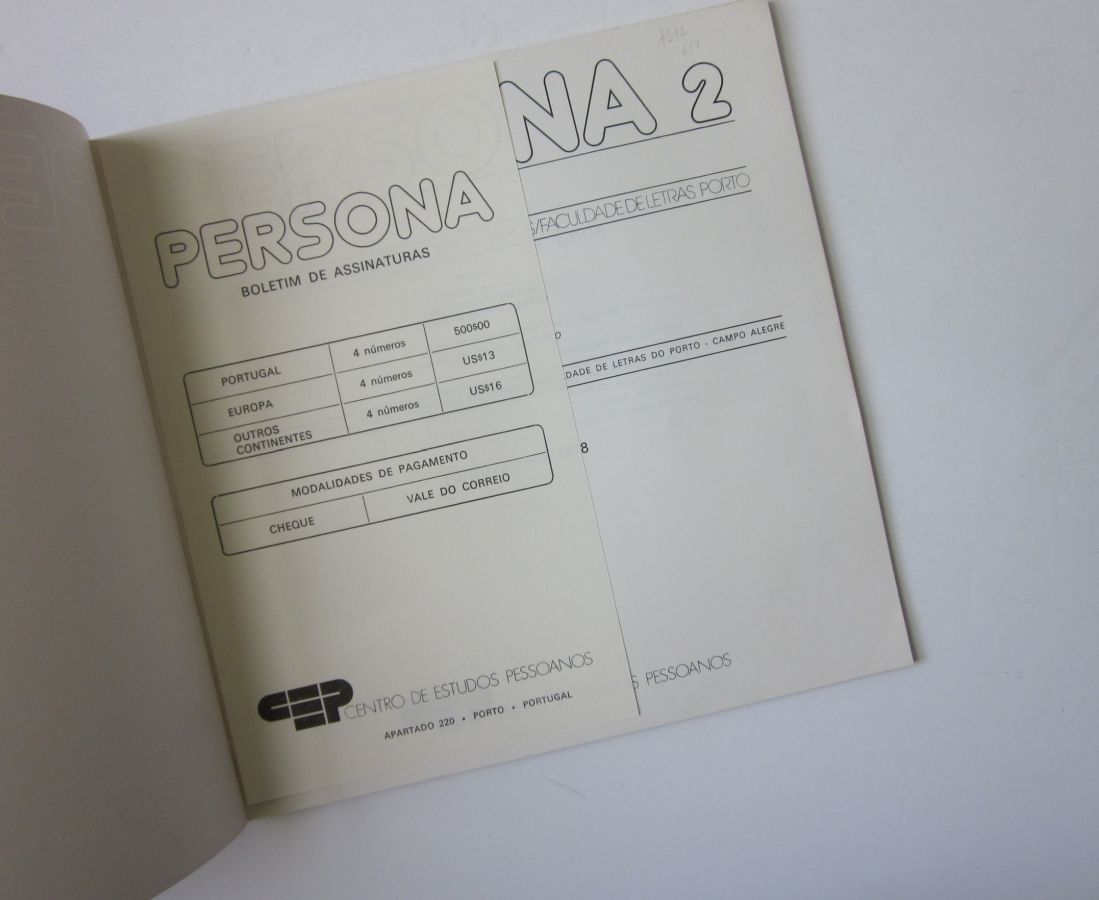 PERSONA
BOLETIM DE ASSINATURAS
PORTUGAL 4 números 500$00
EUROPA 4 números US$13
OUTROS CONTINENTES 4 números US$16
MODALIDADES DE PAGAMENTO
CHEQUE VALE DO CORREIO
CEP CENTRO DE ESTUDOS PESSOANOS
APARTADO 220 • PORTO • PORTUGAL
NA 2
S/FACULDADE DE LETRAS. PORTO
o
DADE DE LETRAS DO PORTO - CAMPO ALEGRE
8
S PESSOANOS